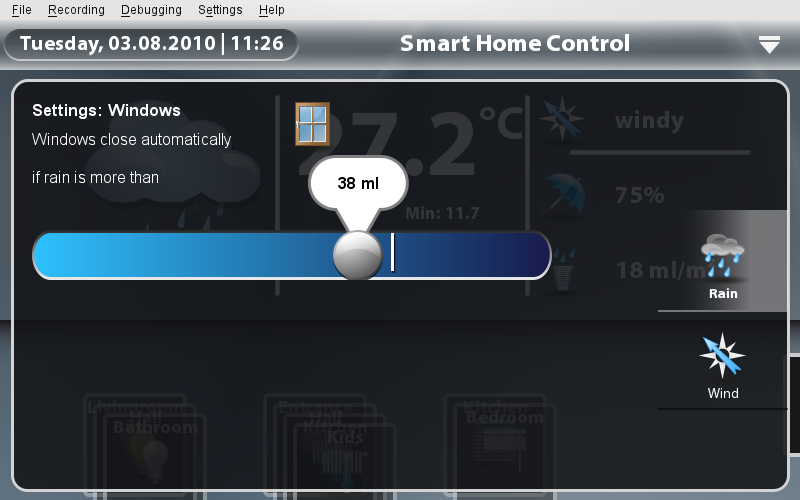 File Recording Debugging Settings Help
Tuesday, 03.08.2010 | 11:26 Smart Home Control
Settings: Windows
Windows close automatically
if rain is more than
38 ml
27.2 °C
Min: 11.7
windy
75%
18 ml/m
Rain
Wind
Livingroom
Bathroom
Entrance
Hall
Kitchen
Kids
Kitchen
Bedroom